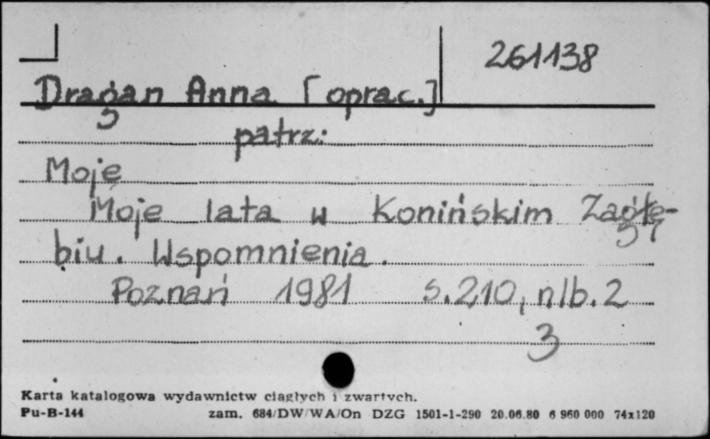 261138
Dragan Anna [oprac.]
patrz:
Moje
Moje lata w Konińskim Zagłę-
biu. Wspomnienia.
Poznań 1981 s. 210, nlb. 2
3
Karta katalogowa wydawnictw ciągłych i zwartych.
Pu-B-144 zam. 684/DW/WA/On DZG 1501-1-290 20.06.80 6 960 000 74x120